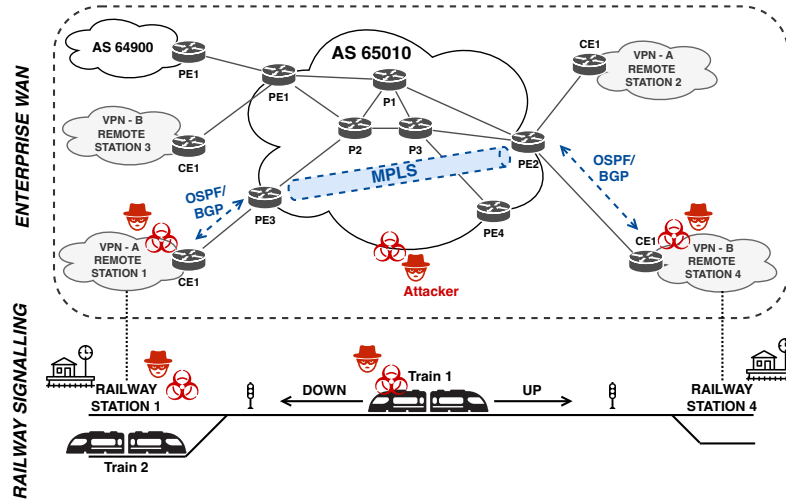 ENTERPRISE WAN
AS 64900
PE1
AS 65010
PE1
P1
CE1
VPN - A
REMOTE
STATION 2
VPN - B
REMOTE
STATION 3
CE1
P2
P3
PE2
OSPF/
BGP
MPLS
OSPF/
BGP
PE3
PE4
VPN - A
REMOTE
STATION 1
CE1
Attacker
CE1
VPN - B
REMOTE
STATION 4
RAILWAY SIGNALLING
RAILWAY
STATION 1
DOWN
Train 1
UP
RAILWAY
STATION 4
Train 2